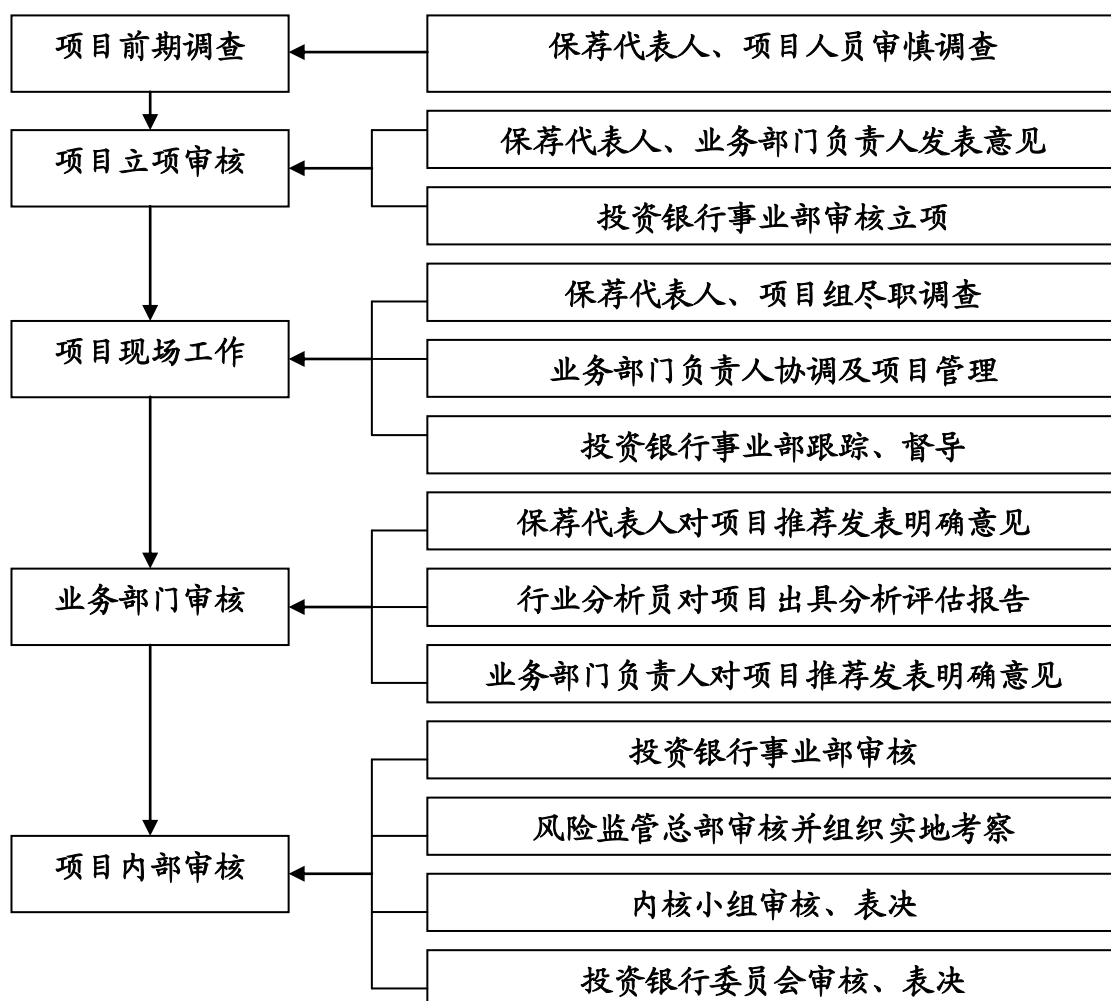 项目前期调查
保荐代表人、项目人员审慎调查
项目立项审核
保荐代表人、业务部门负责人发表意见
投资银行事业部审核立项
项目现场工作
保荐代表人、项目组尽职调查
业务部门负责人协调及项目管理
投资银行事业部跟踪、督导
业务部门审核
保荐代表人对项目推荐发表明确意见
行业分析员对项目出具分析评估报告
业务部门负责人对项目推荐发表明确意见
项目内部审核
投资银行事业部审核
风险监管总部审核并组织实地考察
内核小组审核、表决
投资银行委员会审核、表决